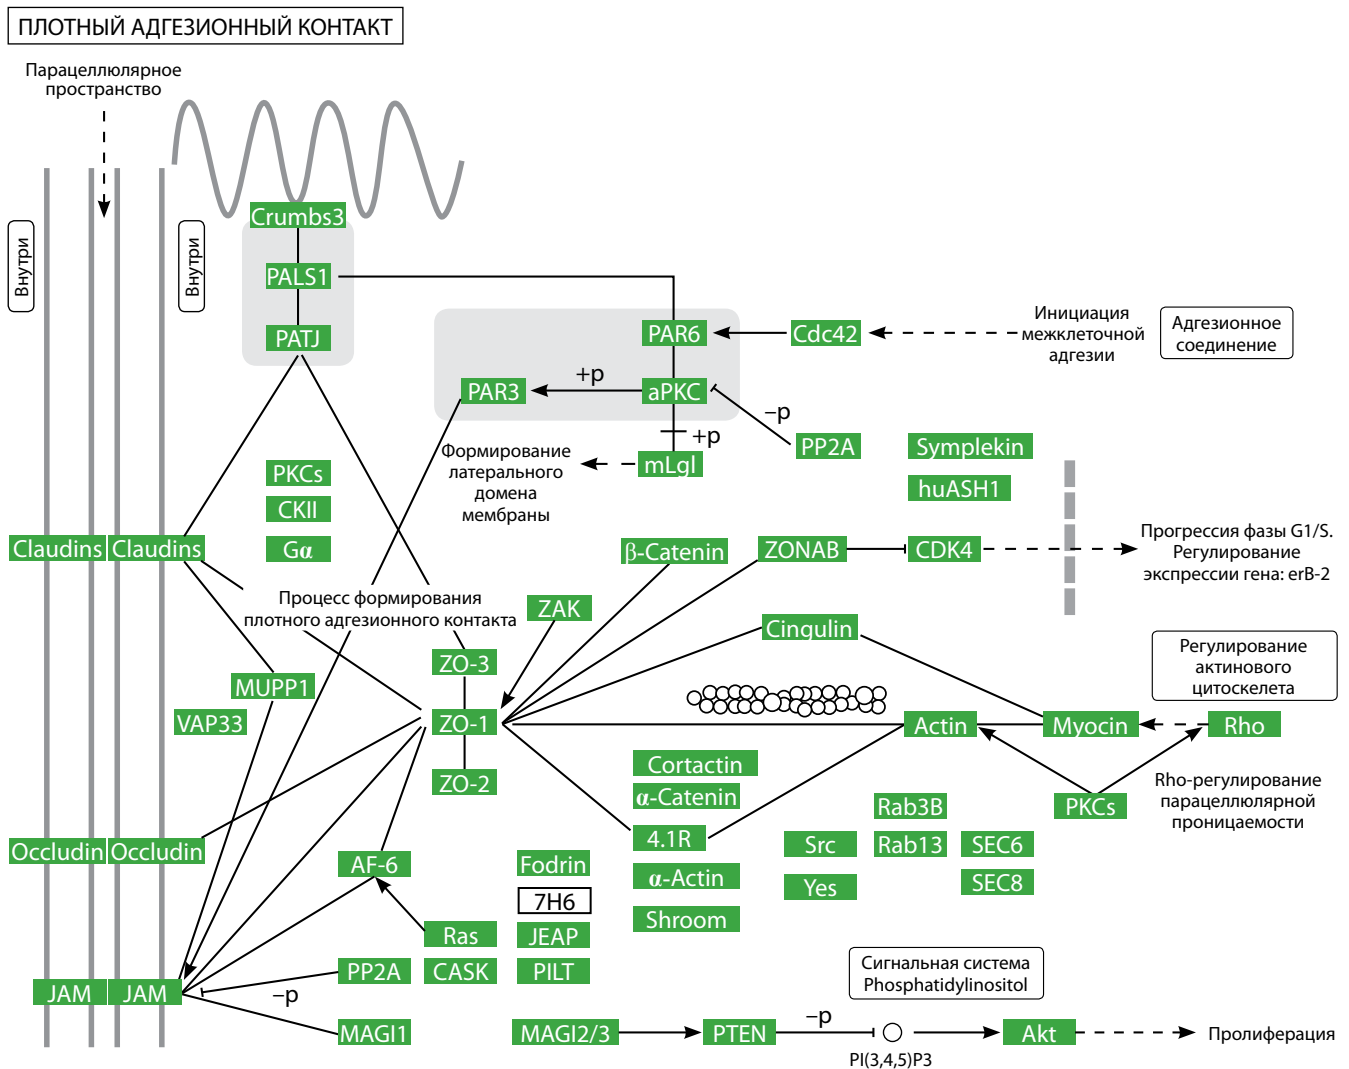 ПЛОТНЫЙ АДГЕЗИОННЫЙ КОНТАКТ
Парацеллюлярное
пространство
Внутри
Внутри
Crumbs3
PALS1
PATJ
PAR6
Cdc42
Инициация
межклеточной
адгезии
Адгезионное
соединение
PAR3
+p
aPKC
–p
PP2A
+p
mLgl
Формирование
латерального
домена
мембраны
Symplekin
huASH1
PKCs
CKII
Gα
Claudins
Claudins
β-Catenin
ZONAB
CDK4
Прогрессия фазы G1/S.
Регулирование
экспрессии гена: erB-2
Процесс формирования
плотного адгезионного контакта
ZAK
Cingulin
ZO-3
MUPP1
VAP33
ZO-1
ZO-2
Actin
Myocin
Rho
Регулирование
актинового
цитоскелета
PKCs
Rho-регулирование
парацеллюлярной
проницаемости
Cortactin
α-Catenin
4.1R
α-Actin
Shroom
Rab3B
Rab13
Src
Yes
SEC6
SEC8
Occludin
Occludin
AF-6
Fodrin
7H6
JEAP
PILT
Ras
CASK
PP2A
–p
MAGI1
JAM
JAM
MAGI2/3
PTEN
–p
PI(3,4,5)P3
Сигнальная система
Phosphatidylinositol
Akt
Пролиферация